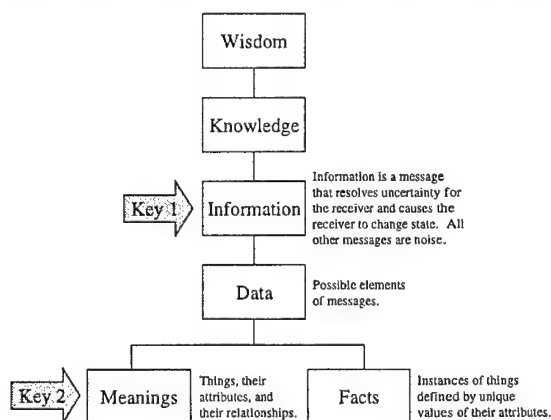 Wisdom
Knowledge
Key 1
Information
Information is a message
that resolves uncertainty for
the receiver and causes the
receiver to change state. All
other messages are noise.
Data
Possible elements
of messages.
Key 2
Meanings
Things, their
attributes, and
their relationships.
Facts
Instances of things
defined by unique
values of their attributes.